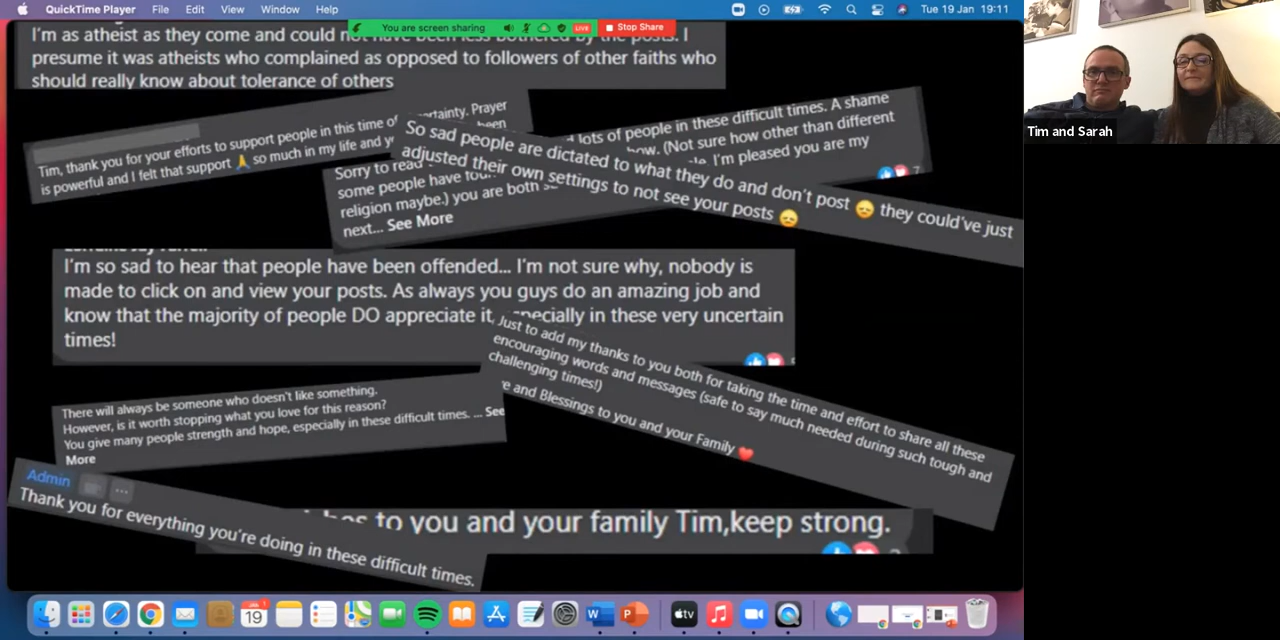 QuickTime Player File Edit View Window Help
Tue 19 Jan 19:11
You are screen sharing
LIVE
Stop Share
I'm as atheist as they come and could not have been less bothered by the posts. I
presume it was atheists who complained as opposed to followers of other faiths who
should really know about tolerance of others
Tim, thank you for your efforts to support people in this time of
ertainty. Prayer
is powerful and I felt that support 🙏 so much in my life and
been
Sorry to read
lots of people in these difficult times. A shame
some people have
how. (Not sure how other than different
religion maybe.) you are both
I'm pleased you are my
next... See More
7
So sad people are dictated to what they do and don't post 😞 they could've just
adjusted their own settings to not see your posts 😞
I'm so sad to hear that people have been offended... I'm not sure why, nobody is
made to click on and view your posts. As always you guys do an amazing job and
know that the majority of people DO appreciate it, especially in these very uncertain
times!
Just to add my thanks to you both for taking the time and effort to share all these
encouraging words and messages (safe to say much needed during such tough and
challenging times!)
e and Blessings to you and your Family ❤️
There will always be someone who doesn't like something.
However, is it worth stopping what you love for this reason?
You give many people strength and hope, especially in these difficult times. ... See
More
Admin
Thank you for everything you're doing in these difficult times.
to you and your family Tim,keep strong.
Tim and Sarah
19